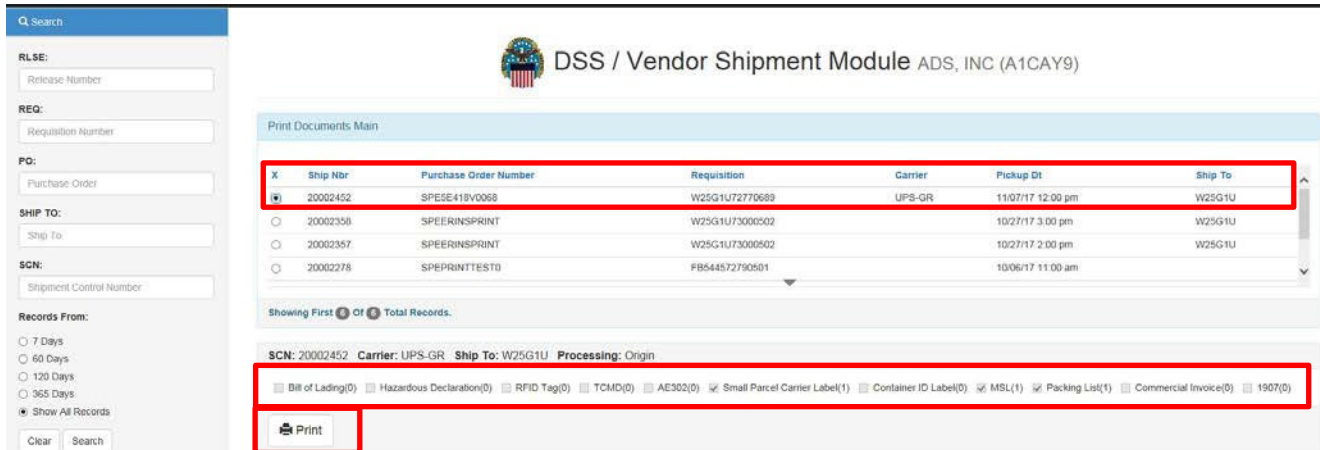 Search
RLSE:
Release Number
REQ:
Requisition Number
PO:
Purchase Order
SHIP TO:
Ship To
SCN:
Shipment Control Number
Records From:
7 Days
60 Days
120 Days
365 Days
Show All Records
Clear Search
DSS / Vendor Shipment Module ADS, INC (A1CAY9)
Print Documents Main
X Ship Nbr Purchase Order Number Requisition Carrier Pickup Dt Ship To
20002452 SPE5E418V0068 W25G1U72770689 UPS-GR 11/07/17 12:00 pm W25G1U
20002358 SPEERINSPRINT W25G1U73000502 10/27/17 3:00 pm W25G1U
20002357 SPEERINSPRINT W25G1U73000502 10/27/17 2:00 pm W25G1U
20002278 SPEPRINTTEST0 FB544572790501 10/06/17 11:00 am
Showing First 6 Of 6 Total Records.
SCN: 20002452 Carrier: UPS-GR Ship To: W25G1U Processing: Origin
Bill of Lading(0) Hazardous Declaration(0) RFID Tag(0) TCMD(0) AE302(0) Small Parcel Carrier Label(1) Container ID Label(0) MSL(1) Packing List(1) Commercial Invoice(0) 1907(0)
Print